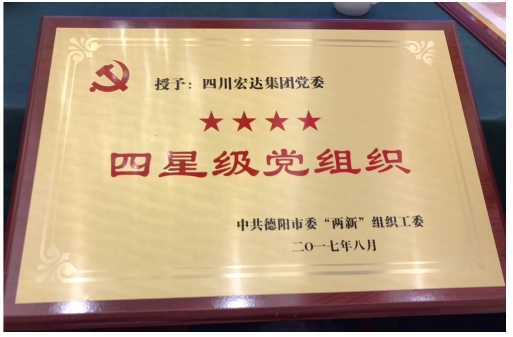 授予：四川宏达集团党委
★★★★
四星级党组织
中共德阳市委“两新”组织工委
二〇一七年八月